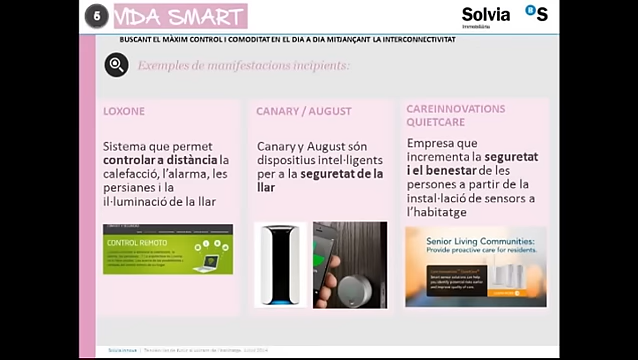 6
VIDA SMART
Solvia
immobiliària
BS
BUSCANT EL MÀXIM CONTROL I COMODITAT EN EL DIA A DIA MITJANÇANT LA INTERCONNECTIVITAT
Exemples de manifestacions incipients:
LOXONE
Sistema que permet
controlar a distància la
calefacció, l'alarma, les
persianes i la
il·luminació de la llar
CONTROL REMOTO
CANARY / AUGUST
Canary y August són
dispositius intel·ligents
per a la seguretat de la
llar
CAREINNOVATIONS
QUIETCARE
Empresa que
incrementa la seguretat
i el benestar de les
persones a partir de la
instal·lació de sensors a
l'habitatge
Senior Living Communities:
Provide proactive care for residents.